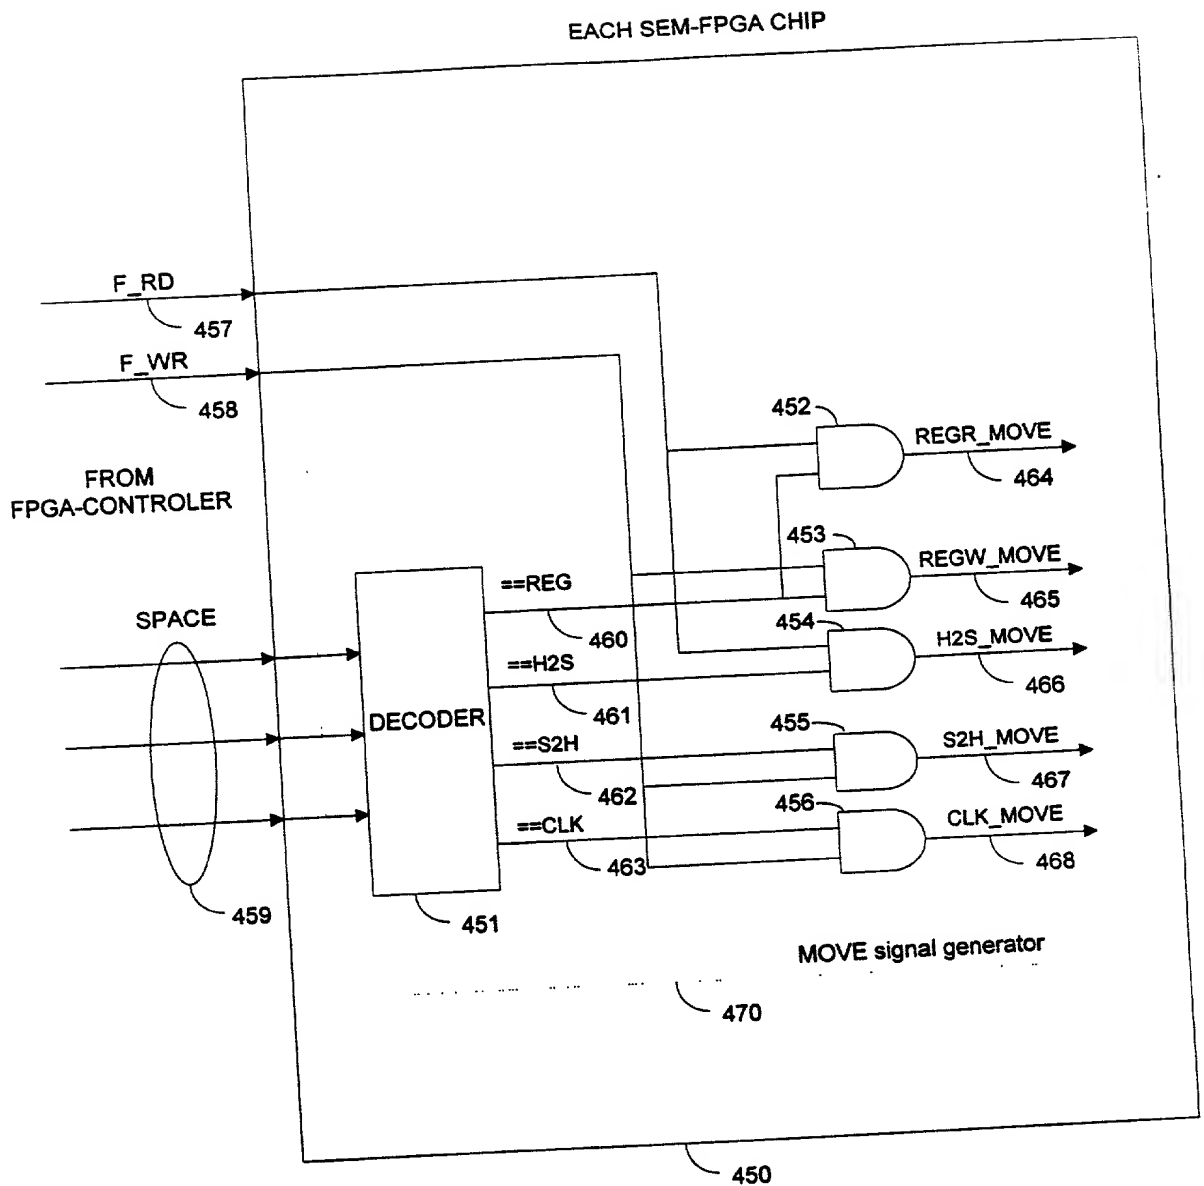 EACH SEM-FPGA CHIP
F_RD
457
F_WR
458
FROM
FPGA-CONTROLER
SPACE
459
DECODER
451
==REG
460
==H2S
461
==S2H
462
==CLK
463
452
REGR_MOVE
464
453
REGW_MOVE
465
454
H2S_MOVE
466
455
S2H_MOVE
467
456
CLK_MOVE
468
MOVE signal generator
470
450